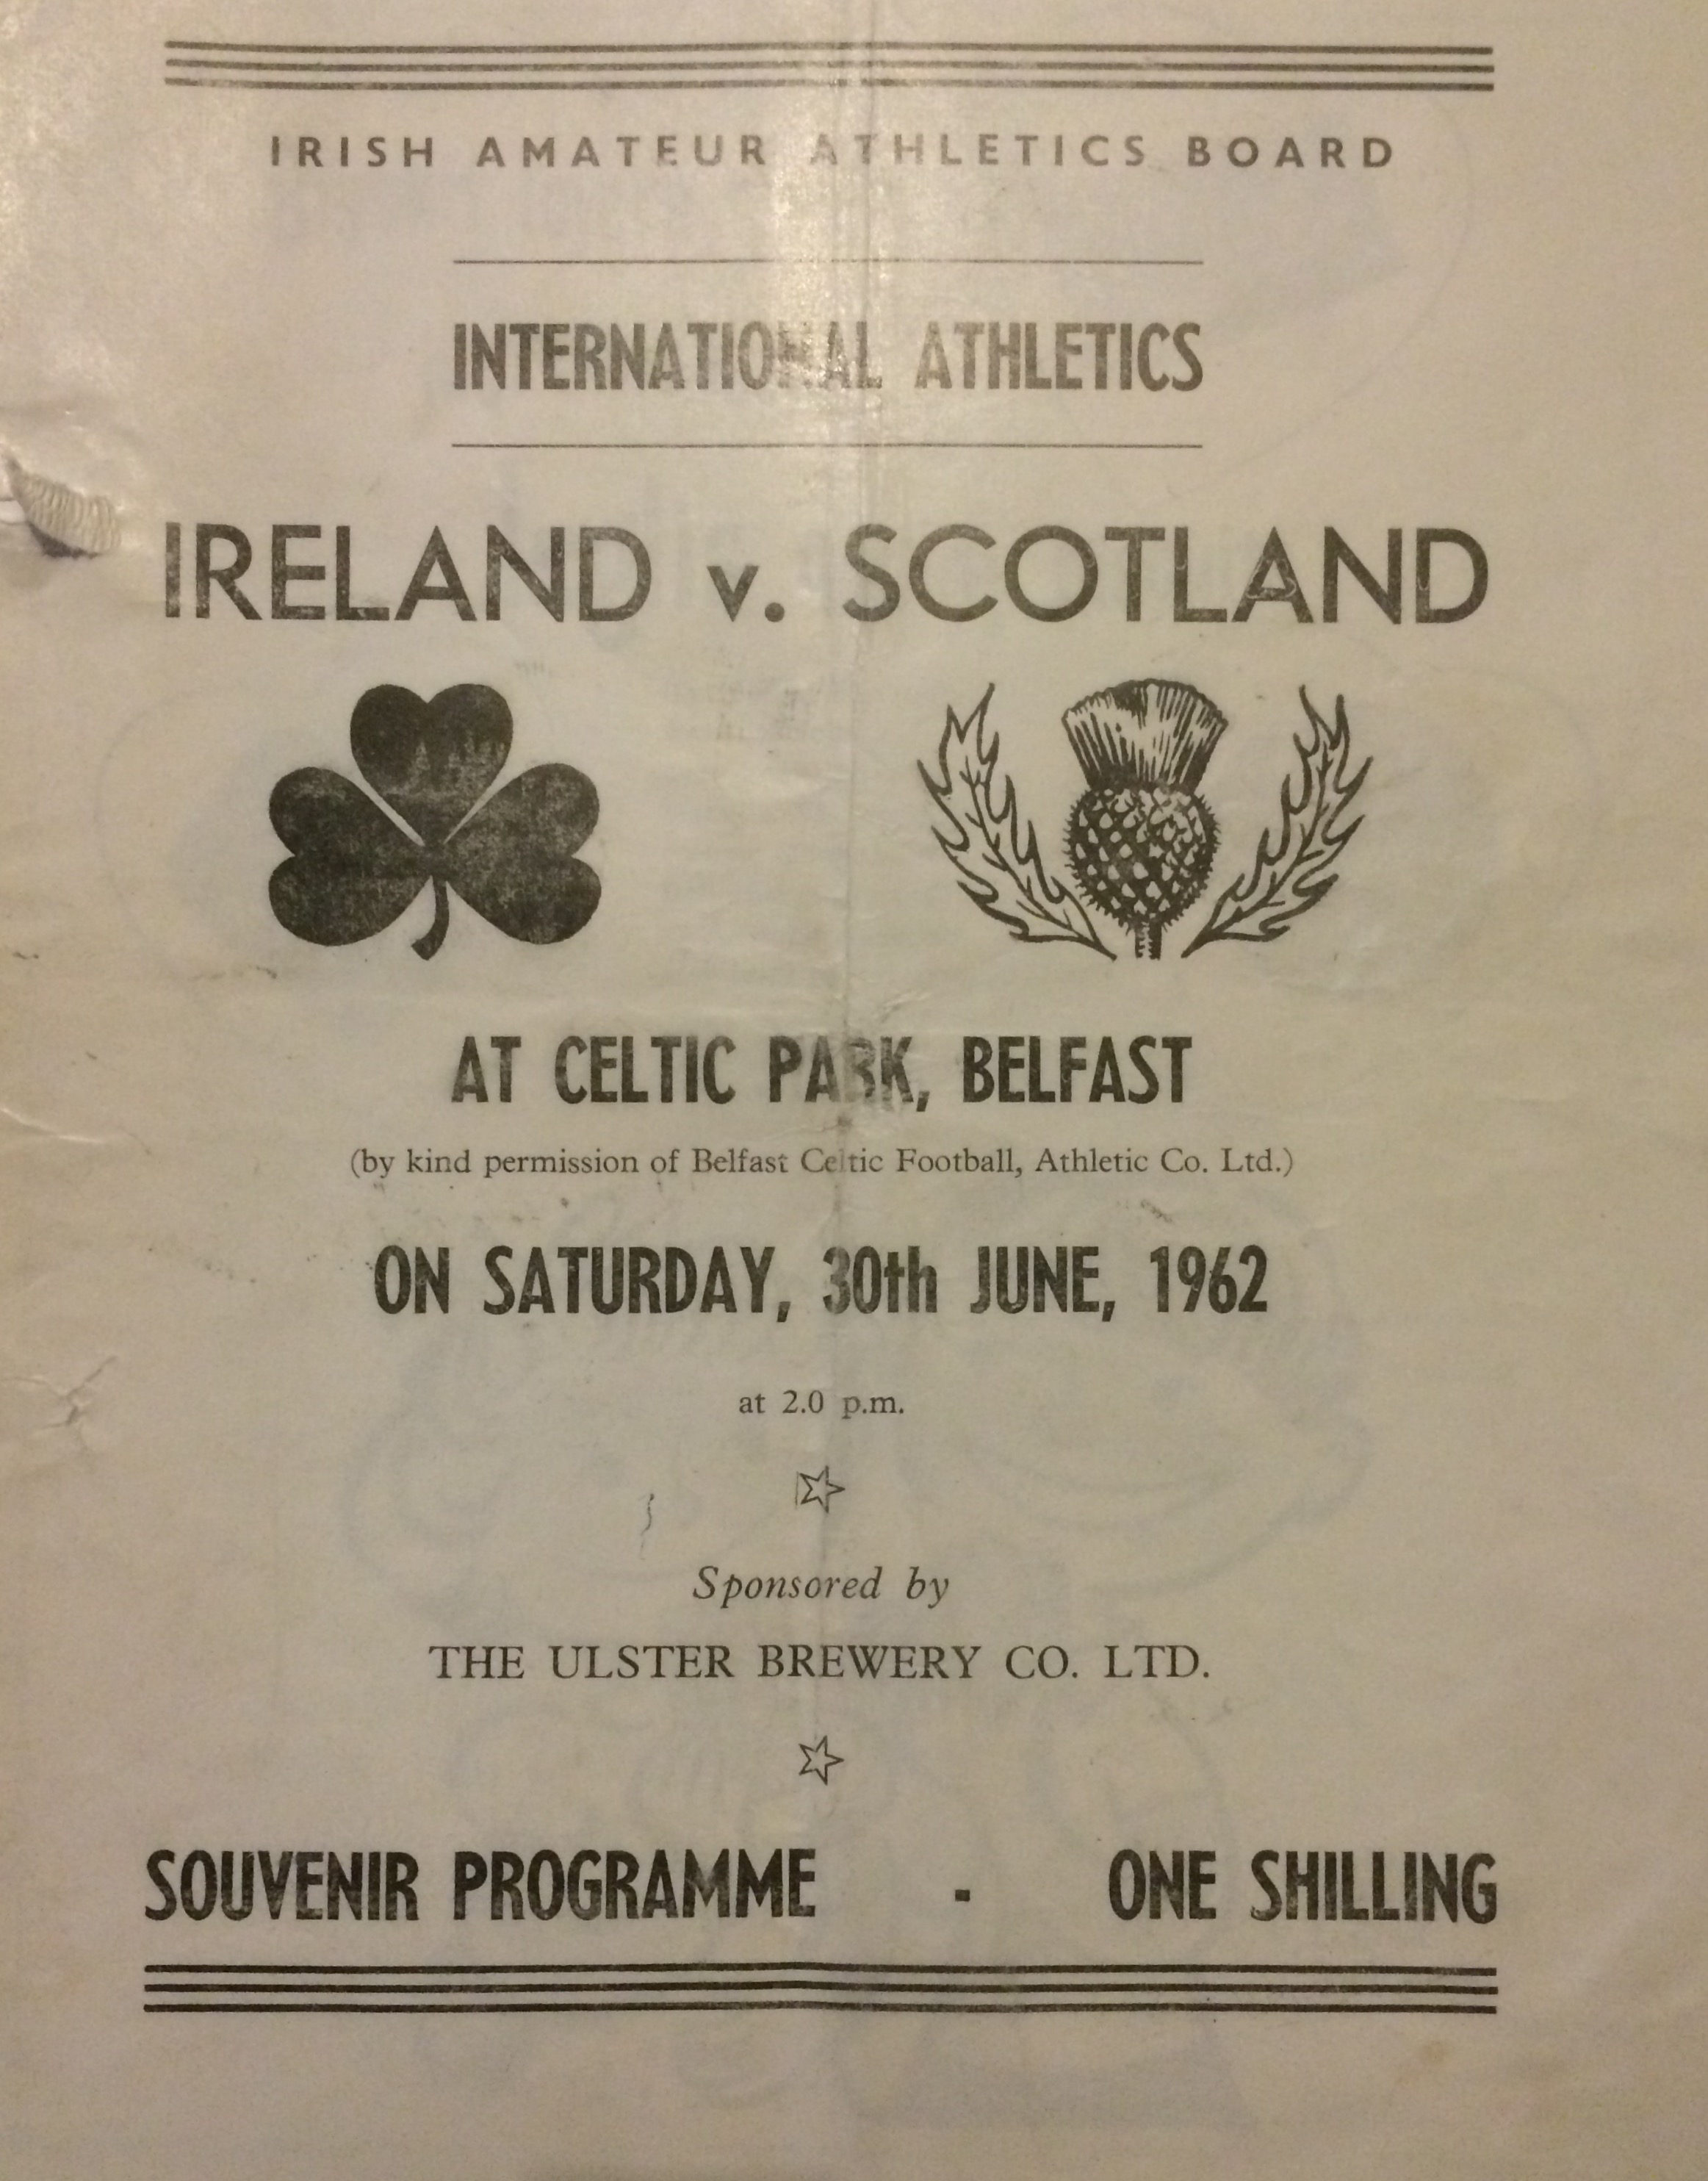 IRISH AMATEUR ATHLETICS BOARD
INTERNATIONAL ATHLETICS
IRELAND v. SCOTLAND
AT CELTIC PARK, BELFAST
(by kind permission of Belfast Celtic Football, Athletic Co. Ltd.)
ON SATURDAY, 30th JUNE, 1962
at 2.0 p.m.
Sponsored by
THE ULSTER BREWERY CO. LTD.
SOUVENIR PROGRAMME - ONE SHILLING